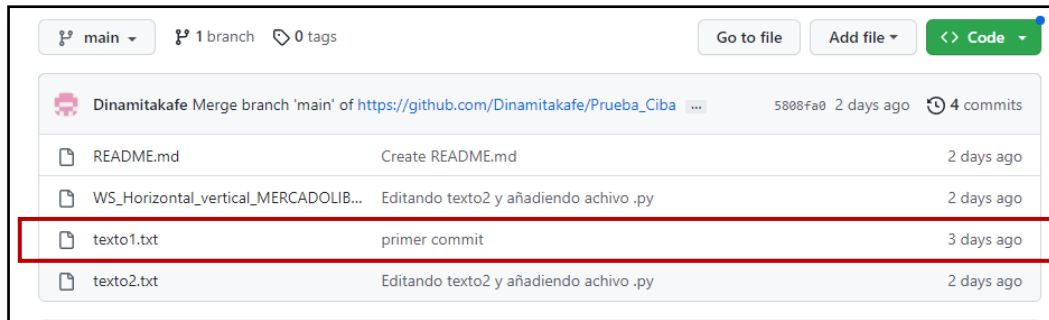 main 1 branch 0 tags Go to file Add file <> Code
Dinamitakafe Merge branch 'main' of https://github.com/Dinamitakafe/Prueba_Ciba ... 5808fa0 2 days ago 4 commits
README.md Create README.md 2 days ago
WS_Horizontal_vertical_MERCADOLIB... Editando texto2 y añadiendo achivo .py 2 days ago
texto1.txt primer commit 3 days ago
texto2.txt Editando texto2 y añadiendo achivo .py 2 days ago